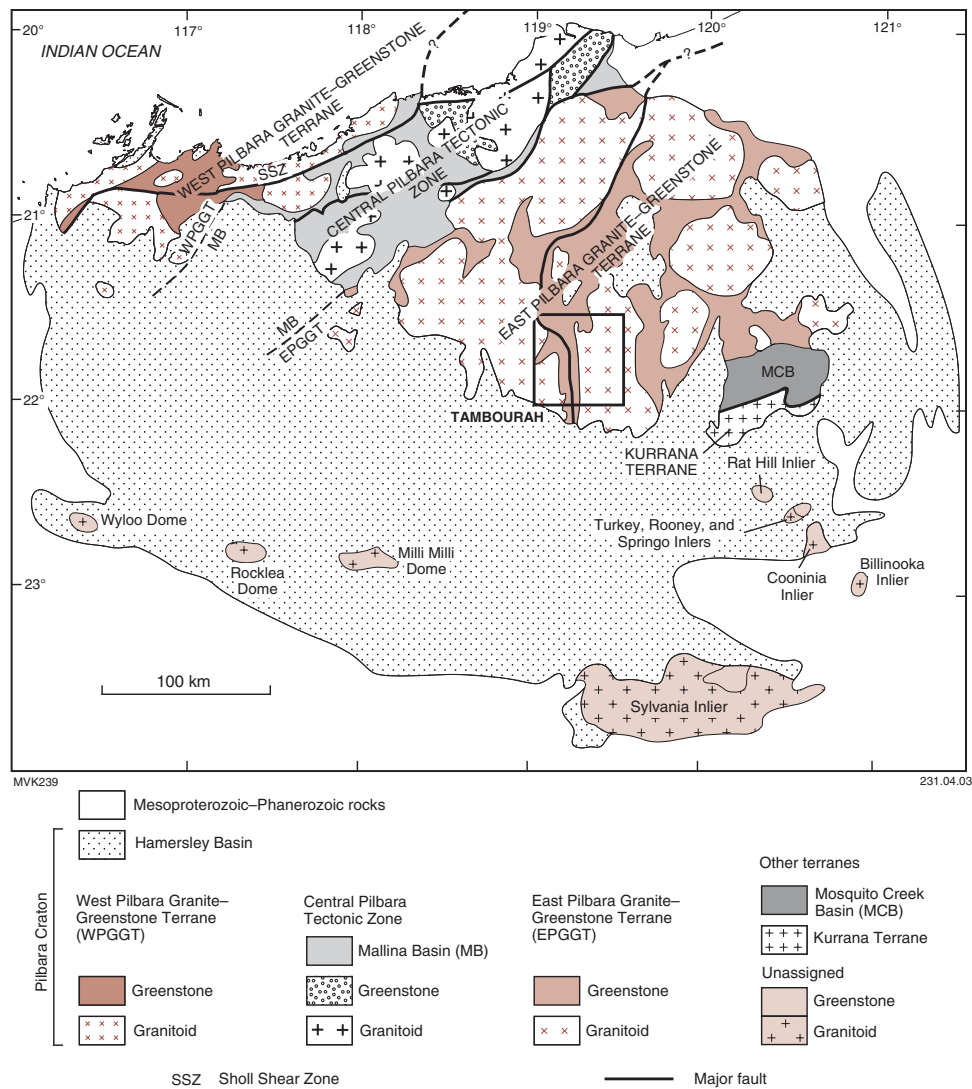 20°
117°
118°
119°
120°
121°
INDIAN OCEAN
?
?
WEST PILBARA GRANITE–GREENSTONE
TERRANE
SSZ
CENTRAL PILBARA TECTONIC
ZONE
21°
WPGGT
MB
EAST PILBARA GRANITE–GREENSTONE
TERRANE
MB
EPGGT
MCB
22°
TAMBOURAH
KURRANA
TERRANE
Rat Hill Inlier
Wyloo Dome
Turkey, Rooney, and
Springo Inlers
Rocklea
Dome
Milli Milli
Dome
Cooninia
Inlier
Billinooka
Inlier
23°
100 km
Sylvania Inlier
MVK239
231.04.03
Mesoproterozoic–Phanerozoic rocks
Pilbara Craton
Hamersley Basin
West Pilbara Granite–
Greenstone Terrane
(WPGGT)
Greenstone
Granitoid
Central Pilbara
Tectonic Zone
Mallina Basin (MB)
Greenstone
Granitoid
East Pilbara Granite–
Greenstone Terrane
(EPGGT)
Greenstone
Granitoid
Other terranes
Mosquito Creek
Basin (MCB)
Kurrana Terrane
Unassigned
Greenstone
Granitoid
SSZ Sholl Shear Zone
Major fault